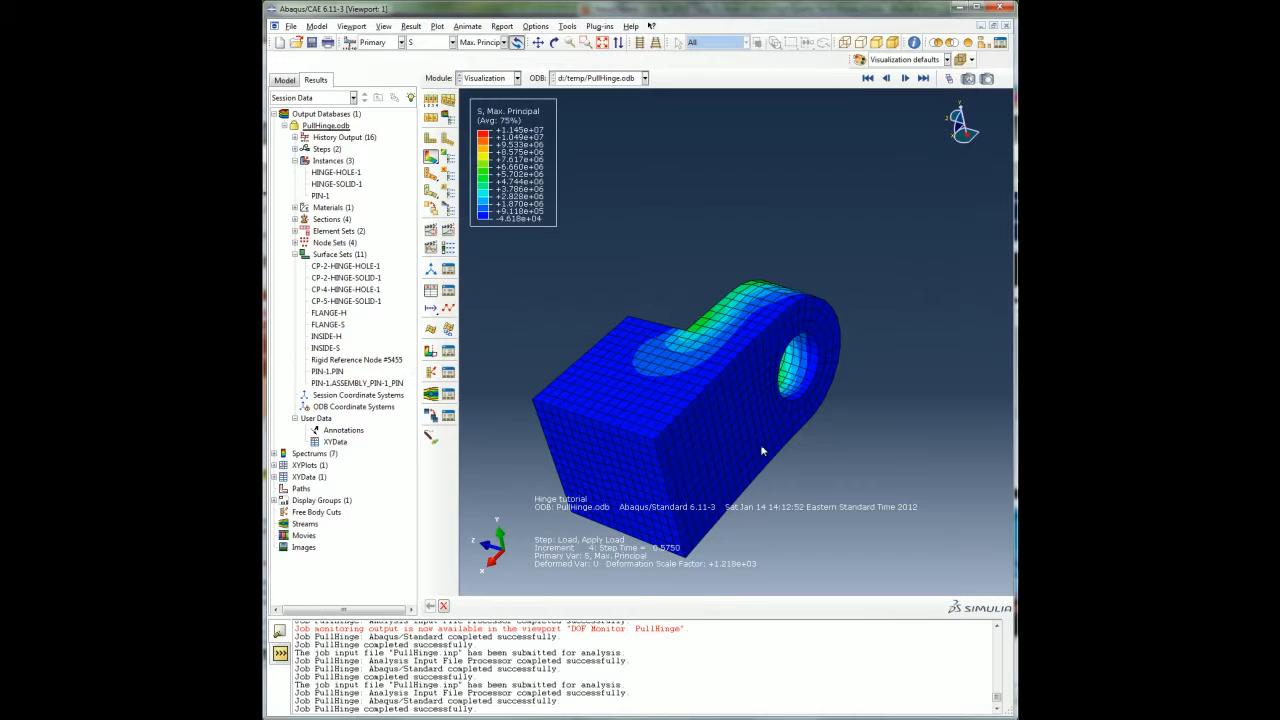 Abaqus/CAE 6.11-3 [Viewport: 1]
File Model Viewport View Result Plot Animate Report Options Tools Plug-ins Help
Primary S Max. Princip All
Visualization defaults
Model Results Module: Visualization ODB: d:/temp/PullHinge.odb
Session Data
Output Databases (1)
PullHinge.odb
History Output (16)
Steps (2)
Instances (3)
HINGE-HOLE-1
HINGE-SOLID-1
PIN-1
Materials (1)
Sections (4)
Element Sets (2)
Node Sets (4)
Surface Sets (11)
CP-2-HINGE-HOLE-1
CP-2-HINGE-SOLID-1
CP-4-HINGE-HOLE-1
CP-5-HINGE-SOLID-1
FLANGE-H
FLANGE-S
INSIDE-H
INSIDE-S
Rigid Reference Node #5455
PIN-1.PIN
PIN-1.ASSEMBLY_PIN-1_PIN
Session Coordinate Systems
ODB Coordinate Systems
User Data
Annotations
XYData
Spectrums (7)
XYPlots (1)
XYData (1)
Paths
Display Groups (1)
Free Body Cuts
Streams
Movies
Images
S, Max. Principal
(Avg: 75%)
+1.145e+07
+1.049e+07
+9.533e+06
+8.575e+06
+7.617e+06
+6.660e+06
+5.702e+06
+4.744e+06
+3.786e+06
+2.828e+06
+1.870e+06
+9.118e+05
-4.618e+04
Hinge tutorial
ODB: PullHinge.odb Abaqus/Standard 6.11-3 Sat Jan 14 14:12:52 Eastern Standard Time 2012
Step: Load, Apply Load
Increment 4: Step Time = 0.5750
Primary Var: S, Max. Principal
Deformed Var: U Deformation Scale Factor: +1.218e+03
Y
Z
X
SIMULIA
Job PullHinge: Analysis Input File Processor completed successfully.
Job monitoring output is now available in the viewport "DOF Monitor PullHinge".
Job PullHinge: Abaqus/Standard completed successfully.
Job PullHinge completed successfully.
The job input file "PullHinge.inp" has been submitted for analysis.
Job PullHinge: Analysis Input File Processor completed successfully.
Job PullHinge: Abaqus/Standard completed successfully.
Job PullHinge completed successfully.
The job input file "PullHinge.inp" has been submitted for analysis.
Job PullHinge: Analysis Input File Processor completed successfully.
Job PullHinge: Abaqus/Standard completed successfully.
Job PullHinge completed successfully.